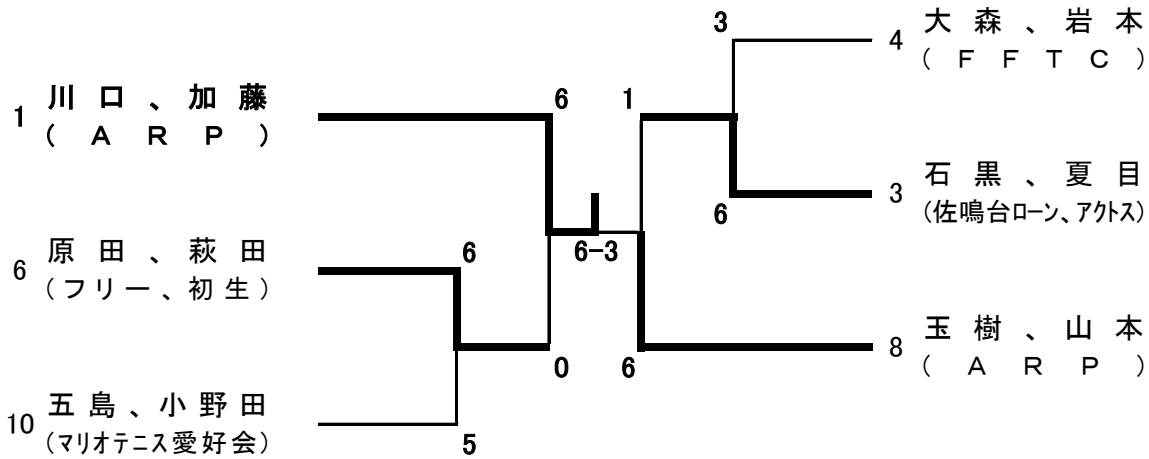 1 川口、加藤
(ARP)
6 原田、萩田
(フリー、初生)
10 五島、小野田
(マリオテニス愛好会)
6
6
5
0
6-3
1
6
3
6
4 大森、岩本
(FFTC)
3 石黒、夏目
(佐鳴台ローン、アクトス)
8 玉樹、山本
(ARP)